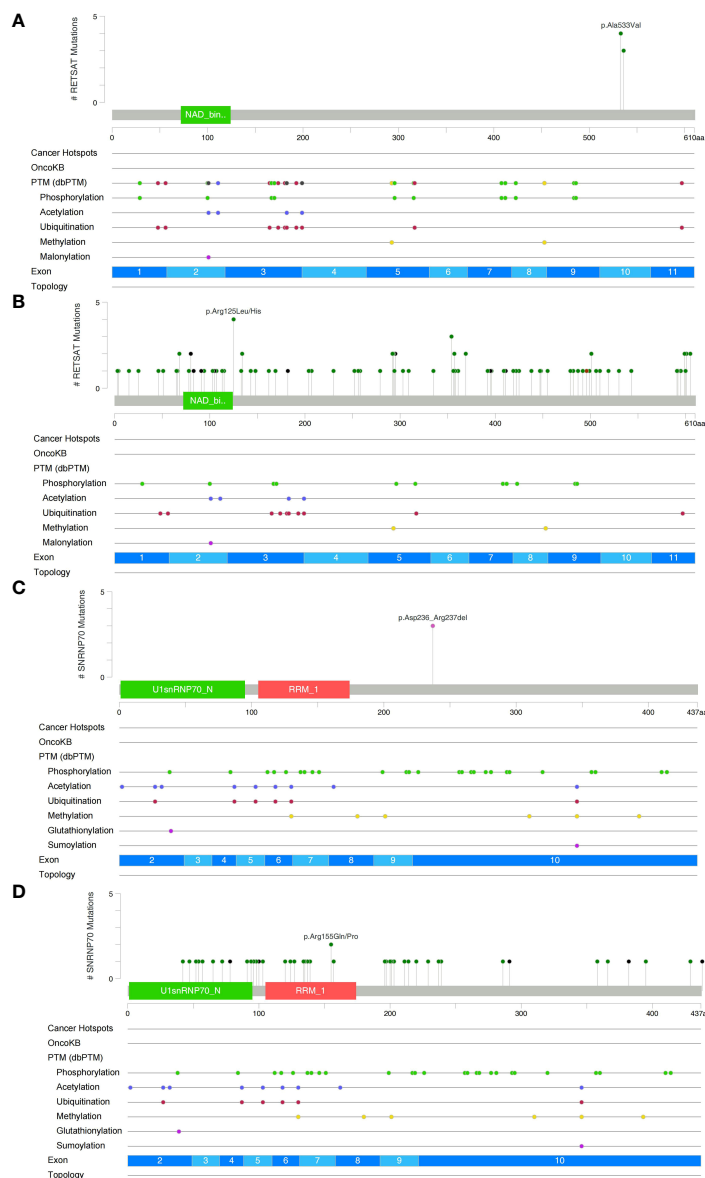 A
# RETSAT Mutations
5
0
p.Ala533Val
NAD_bin..
0 100 200 300 400 500 610aa
Cancer Hotspots
OncoKB
PTM (dbPTM)
Phosphorylation
Acetylation
Ubiquitination
Methylation
Malonylation
Exon 1 2 3 4 5 6 7 8 9 10 11
Topology
B
# RETSAT Mutations
5
0
p.Arg125Leu/His
NAD_bi..
0 100 200 300 400 500 610aa
Cancer Hotspots
OncoKB
PTM (dbPTM)
Phosphorylation
Acetylation
Ubiquitination
Methylation
Malonylation
Exon 1 2 3 4 5 6 7 8 9 10 11
Topology
C
# SNRNP70 Mutations
5
0
p.Asp236_Arg237del
U1snRNP70_N RRM_1
0 100 200 300 400 437aa
Cancer Hotspots
OncoKB
PTM (dbPTM)
Phosphorylation
Acetylation
Ubiquitination
Methylation
Glutathionylation
Sumoylation
Exon 2 3 4 5 6 7 8 9 10
Topology
D
# SNRNP70 Mutations
5
0
p.Arg155Gln/Pro
U1snRNP70_N RRM_1
0 100 200 300 400 437a
Cancer Hotspots
OncoKB
PTM (dbPTM)
Phosphorylation
Acetylation
Ubiquitination
Methylation
Glutathionylation
Sumoylation
Exon 2 3 4 5 6 7 8 9 10
Topology